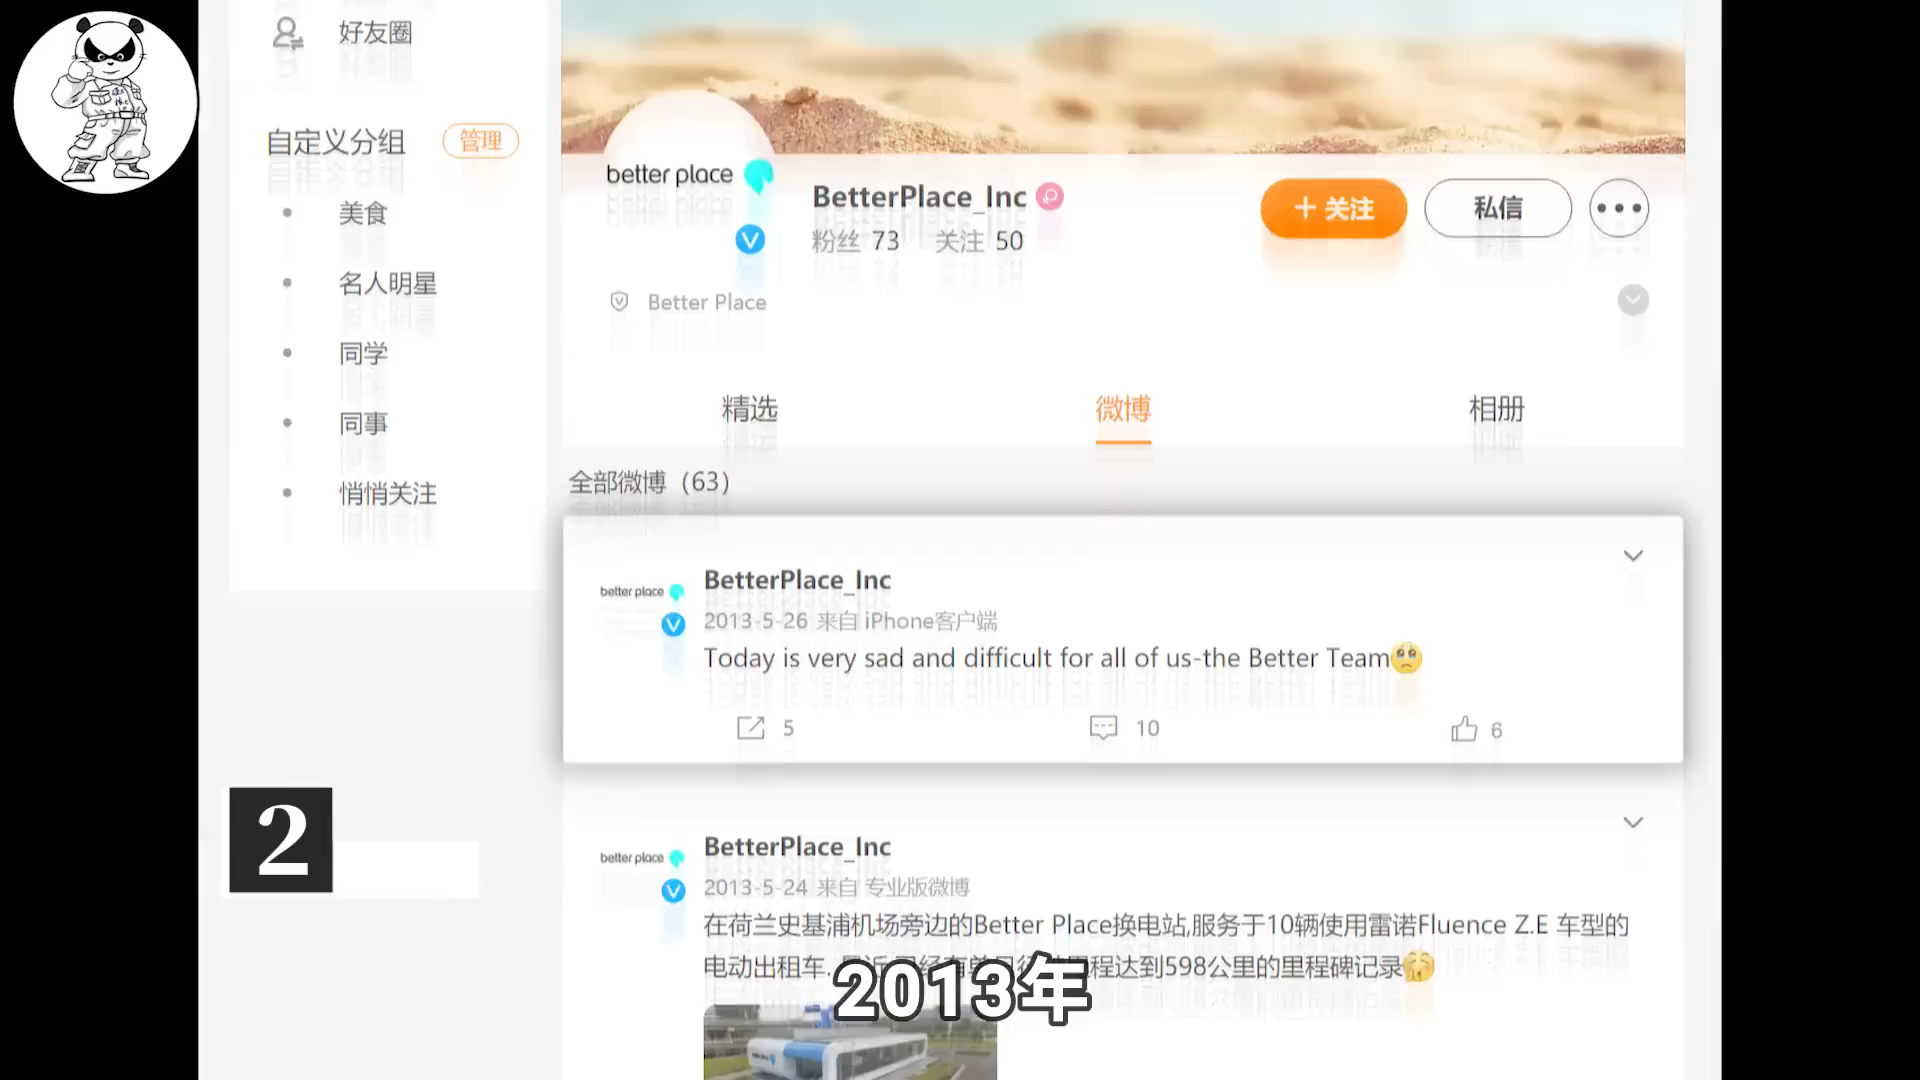 好友圈
自定义分组 管理
美食
名人明星
同学
同事
悄悄关注
better place
BetterPlace_Inc
粉丝 73 关注 50
+ 关注
私信
Better Place
精选
微博
相册
全部微博（63）
better place
BetterPlace_Inc
2013-5-26 来自 iPhone客户端
Today is very sad and difficult for all of us-the Better Team
5
10
6
better place
BetterPlace_Inc
2013-5-24 来自 专业版微博
在荷兰史基浦机场旁边的Better Place换电站,服务于10辆使用雷诺Fluence Z.E 车型的
电动出租车. 程达到598公里的里程碑记录
2
2013年